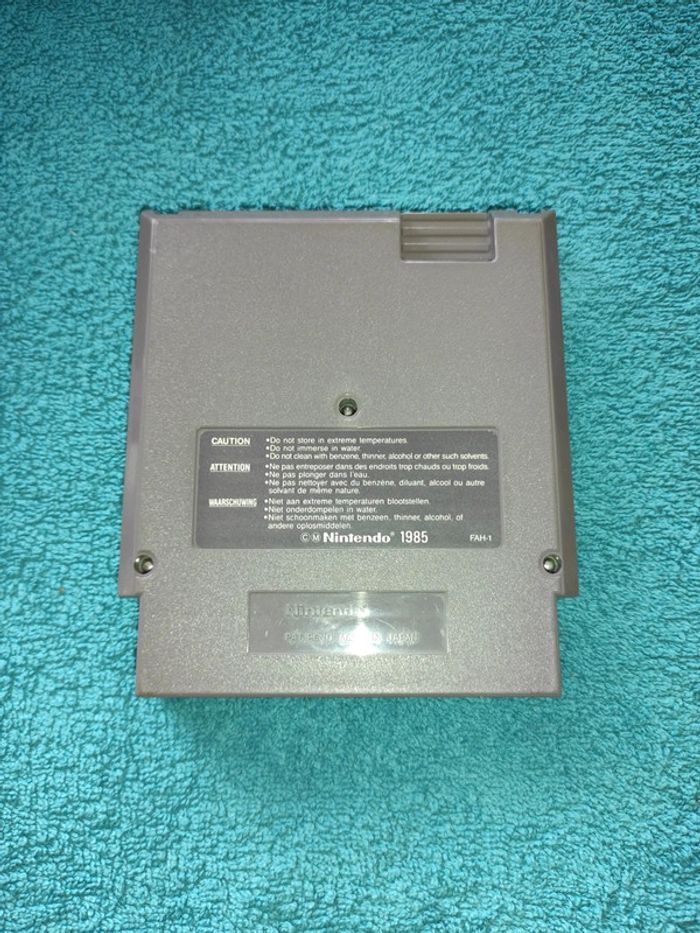 CAUTION •Do not store in extreme temperatures.
•Do not immerse in water.
•Do not clean with benzene, thinner, alcohol or other such solvents.
ATTENTION •Ne pas entreposer dans des endroits trop chauds ou trop froids.
•Ne pas plonger dans l'eau.
•Ne pas nettoyer avec du benzène, diluant, alcool ou autre
solvant de même nature.
WAARSCHUWING •Niet aan extreme temperaturen blootstellen.
•Niet onderdompelen in water.
•Niet schoonmaken met benzeen, thinner, alcohol, of
andere oplosmiddelen.
©Ⓜ Nintendo® 1985 FAH-1
Nintendo
PAT. PEND. MADE IN JAPAN